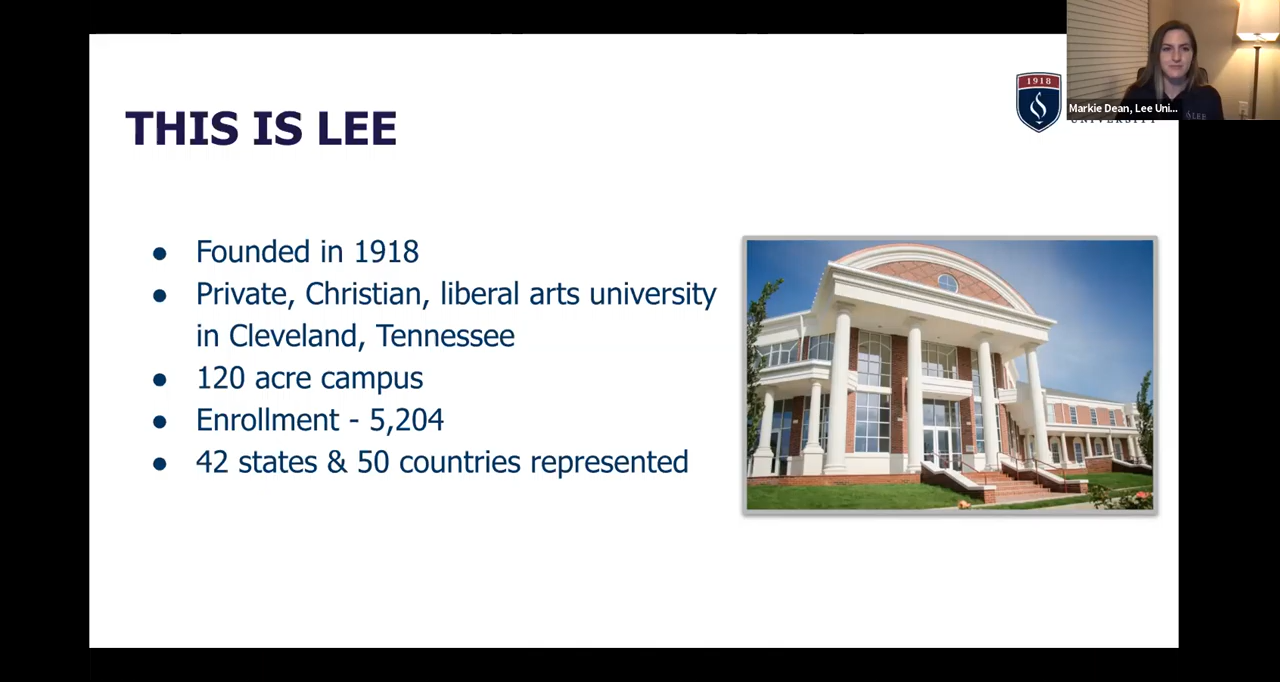 THIS IS LEE
1918
UNIVERSITY
Markie Dean, Lee Uni...
LEE
● Founded in 1918
● Private, Christian, liberal arts university
in Cleveland, Tennessee
● 120 acre campus
● Enrollment - 5,204
● 42 states & 50 countries represented